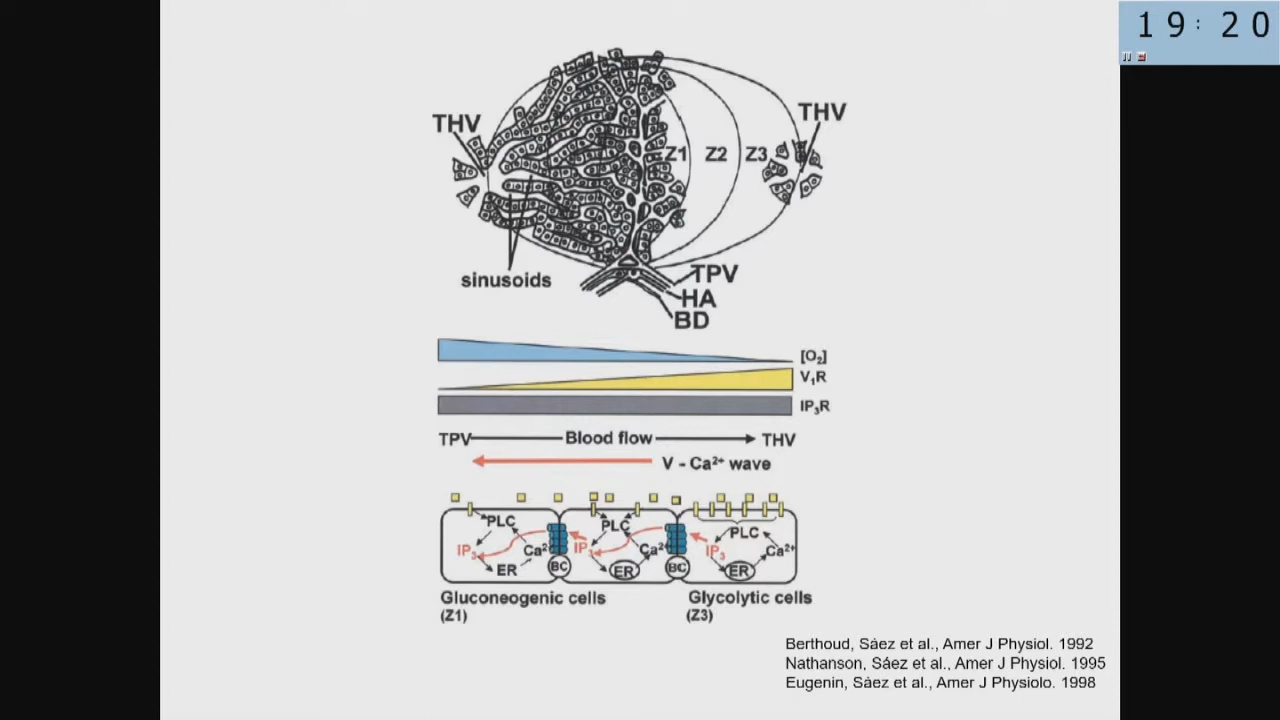 19:20
THV
THV
Z1 Z2 Z3
sinusoids
TPV
HA
BD
[O₂]
V₁R
IP₃R
TPV Blood flow THV
V - Ca²⁺ wave
PLC PLC PLC
IP₃ Ca² IP₃ Ca²⁺ IP₃ Ca²⁺
ER BC ER BC ER
Gluconeogenic cells Glycolytic cells
(Z1) (Z3)
Berthoud, Sáez et al., Amer J Physiol. 1992
Nathanson, Sáez et al., Amer J Physiol. 1995
Eugenin, Sáez et al., Amer J Physiolo. 1998